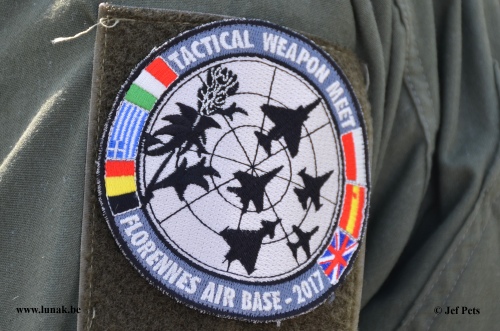 TACTICAL WEAPON MEET
FLORENNES AIR BASE - 2017
www.lunak.be
© Jef Pets